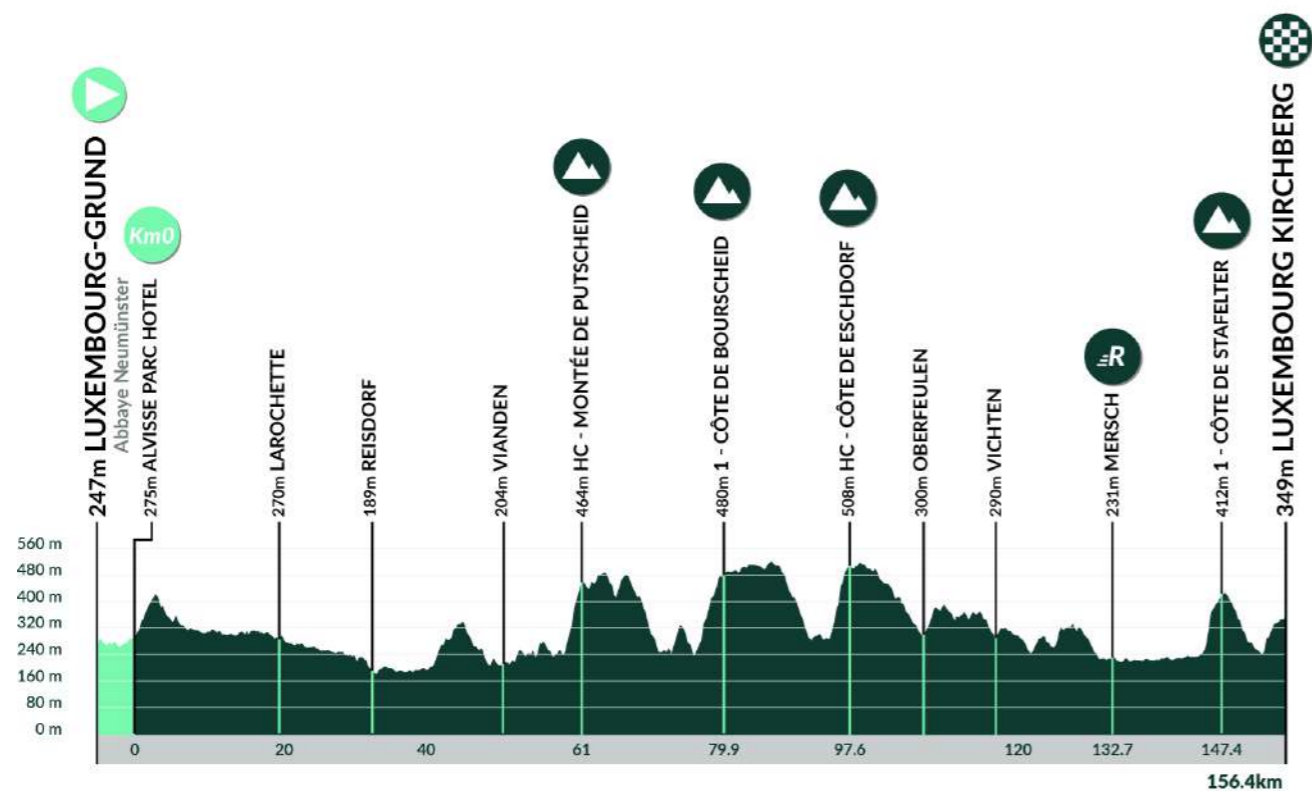 247m LUXEMBOURG-GRUND
Abbaye Neumünster
Km0
275m ALVISSE PARC HOTEL
270m LAROCHETTE
189m REISDORF
204m VIANDEN
464m HC - MONTÉE DE PUTSCHEID
480m 1 - CÔTE DE BOURSCHEID
508m HC - CÔTE DE ESCHDORF
300m OBERFEULEN
290m VICHTEN
R
231m MERSCH
412m 1 - CÔTE DE STAFELTER
349m LUXEMBOURG KIRCHBERG
560 m
480 m
400 m
320 m
240 m
160 m
80 m
0 m
0 20 40 61 79.9 97.6 120 132.7 147.4
156.4km